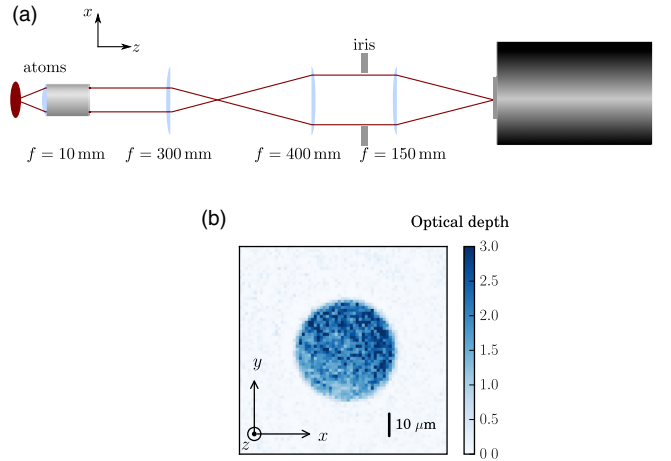 (a)
x
z
atoms
iris
f = 10 mm
f = 300 mm
f = 400 mm
f = 150 mm
(b)
Optical depth
3.0
2.5
2.0
1.5
1.0
0.5
0 0
y
x
z
10 μm